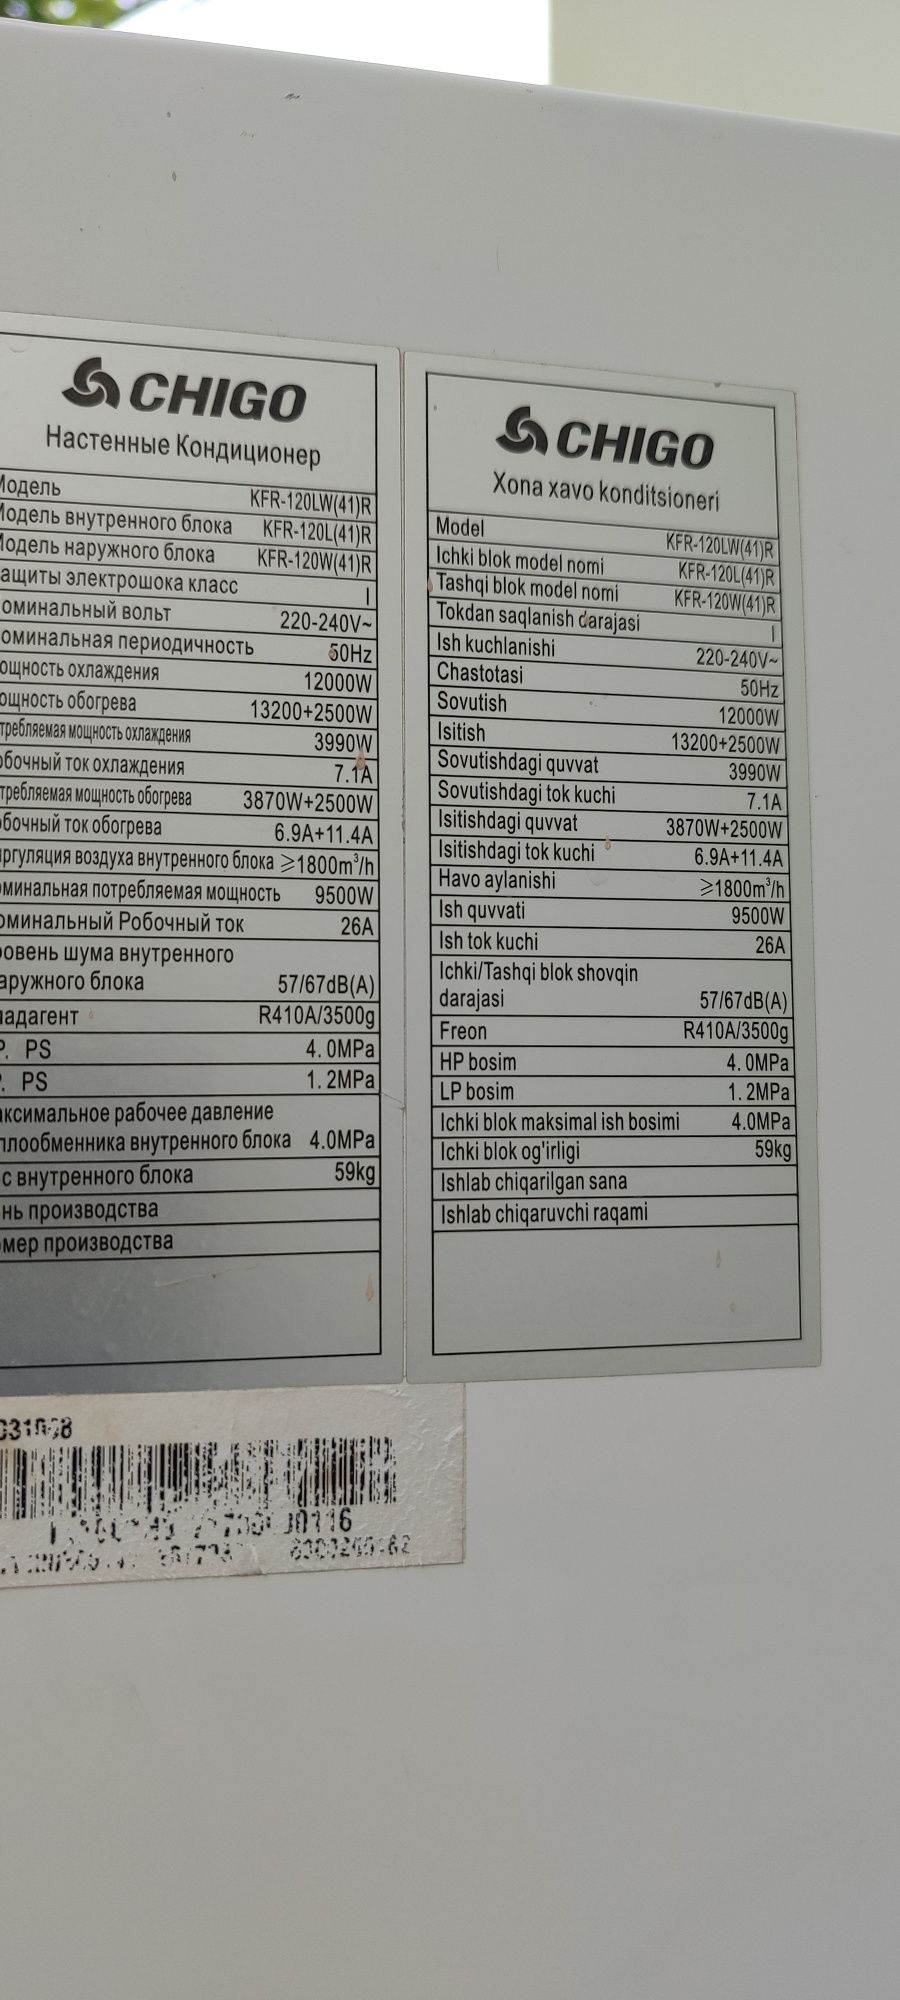 CHIGO
Настенные Кондиционер
Модель KFR-120LW(41)R
Модель внутренного блока KFR-120L(41)R
Модель наружного блока KFR-120W(41)R
ащиты электрошока класс I
оминальный вольт 220-240V~
оминальная периодичность 50Hz
ощность охлаждения 12000W
ощность обогрева 13200+2500W
требляемая мощность охлаждения 3990W
обочный ток охлаждения 7.1A
требляемая мощность обогрева 3870W+2500W
обочный ток обогрева 6.9A+11.4A
иргуляция воздуха внутренного блока ≥1800m³/h
оминальная потребляемая мощность 9500W
оминальный Робочный ток 26A
ровень шума внутренного
аружного блока 57/67dB(A)
ладагент R410A/3500g
P. PS 4.0MPa
P. PS 1.2MPa
аксимальное рабочее давление
плообменника внутренного блока 4.0MPa
с внутренного блока 59kg
нь производства
омер производства
CHIGO
Xona xavo konditsioneri
Model KFR-120LW(41)R
Ichki blok model nomi KFR-120L(41)R
Tashqi blok model nomi KFR-120W(41)R
Tokdan saqlanish darajasi I
Ish kuchlanishi 220-240V~
Chastotasi 50Hz
Sovutish 12000W
Isitish 13200+2500W
Sovutishdagi quvvat 3990W
Sovutishdagi tok kuchi 7.1A
Isitishdagi quvvat 3870W+2500W
Isitishdagi tok kuchi 6.9A+11.4A
Havo aylanishi ≥1800m³/h
Ish quvvati 9500W
Ish tok kuchi 26A
Ichki/Tashqi blok shovqin
darajasi 57/67dB(A)
Freon R410A/3500g
HP bosim 4.0MPa
LP bosim 1.2MPa
Ichki blok maksimal ish bosimi 4.0MPa
Ichki blok og'irligi 59kg
Ishlab chiqarilgan sana
Ishlab chiqaruvchi raqami